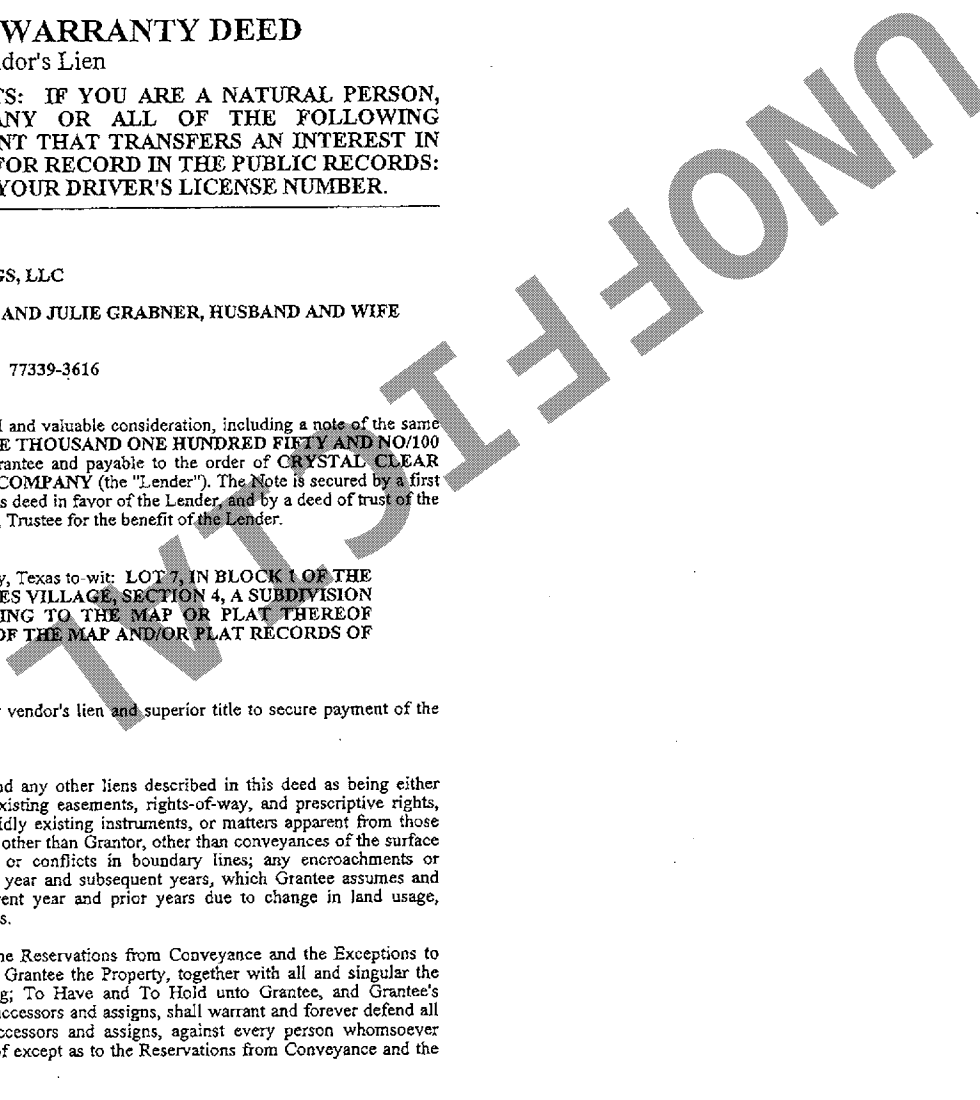 WARRANTY DEED
dor's Lien
TS: IF YOU ARE A NATURAL PERSON,
ANY OR ALL OF THE FOLLOWING
NT THAT TRANSFERS AN INTEREST IN
FOR RECORD IN THE PUBLIC RECORDS:
YOUR DRIVER'S LICENSE NUMBER.
GS, LLC
AND JULIE GRABNER, HUSBAND AND WIFE
77339-3616
l and valuable consideration, including a note of the same
E THOUSAND ONE HUNDRED FIFTY AND NO/100
rantee and payable to the order of CRYSTAL CLEAR
COMPANY (the "Lender"). The Note is secured by a first
s deed in favor of the Lender, and by a deed of trust of the
, Trustee for the benefit of the Lender.
y, Texas to-wit: LOT 7, IN BLOCK 1 OF THE
ES VILLAGE, SECTION 4, A SUBDIVISION
ING TO THE MAP OR PLAT THEREOF
OF THE MAP AND/OR PLAT RECORDS OF
r vendor's lien and superior title to secure payment of the
nd any other liens described in this deed as being either
xisting easements, rights-of-way, and prescriptive rights,
idly existing instruments, or matters apparent from those
other than Grantor, other than conveyances of the surface
or conflicts in boundary lines; any encroachments or
year and subsequent years, which Grantee assumes and
rent year and prior years due to change in land usage,
s.
he Reservations from Conveyance and the Exceptions to
Grantee the Property, together with all and singular the
g; To Have and To Hold unto Grantee, and Grantee's
uccessors and assigns, shall warrant and forever defend all
ccessors and assigns, against every person whomsoever
f except as to the Reservations from Conveyance and the
UNOFFICIAL